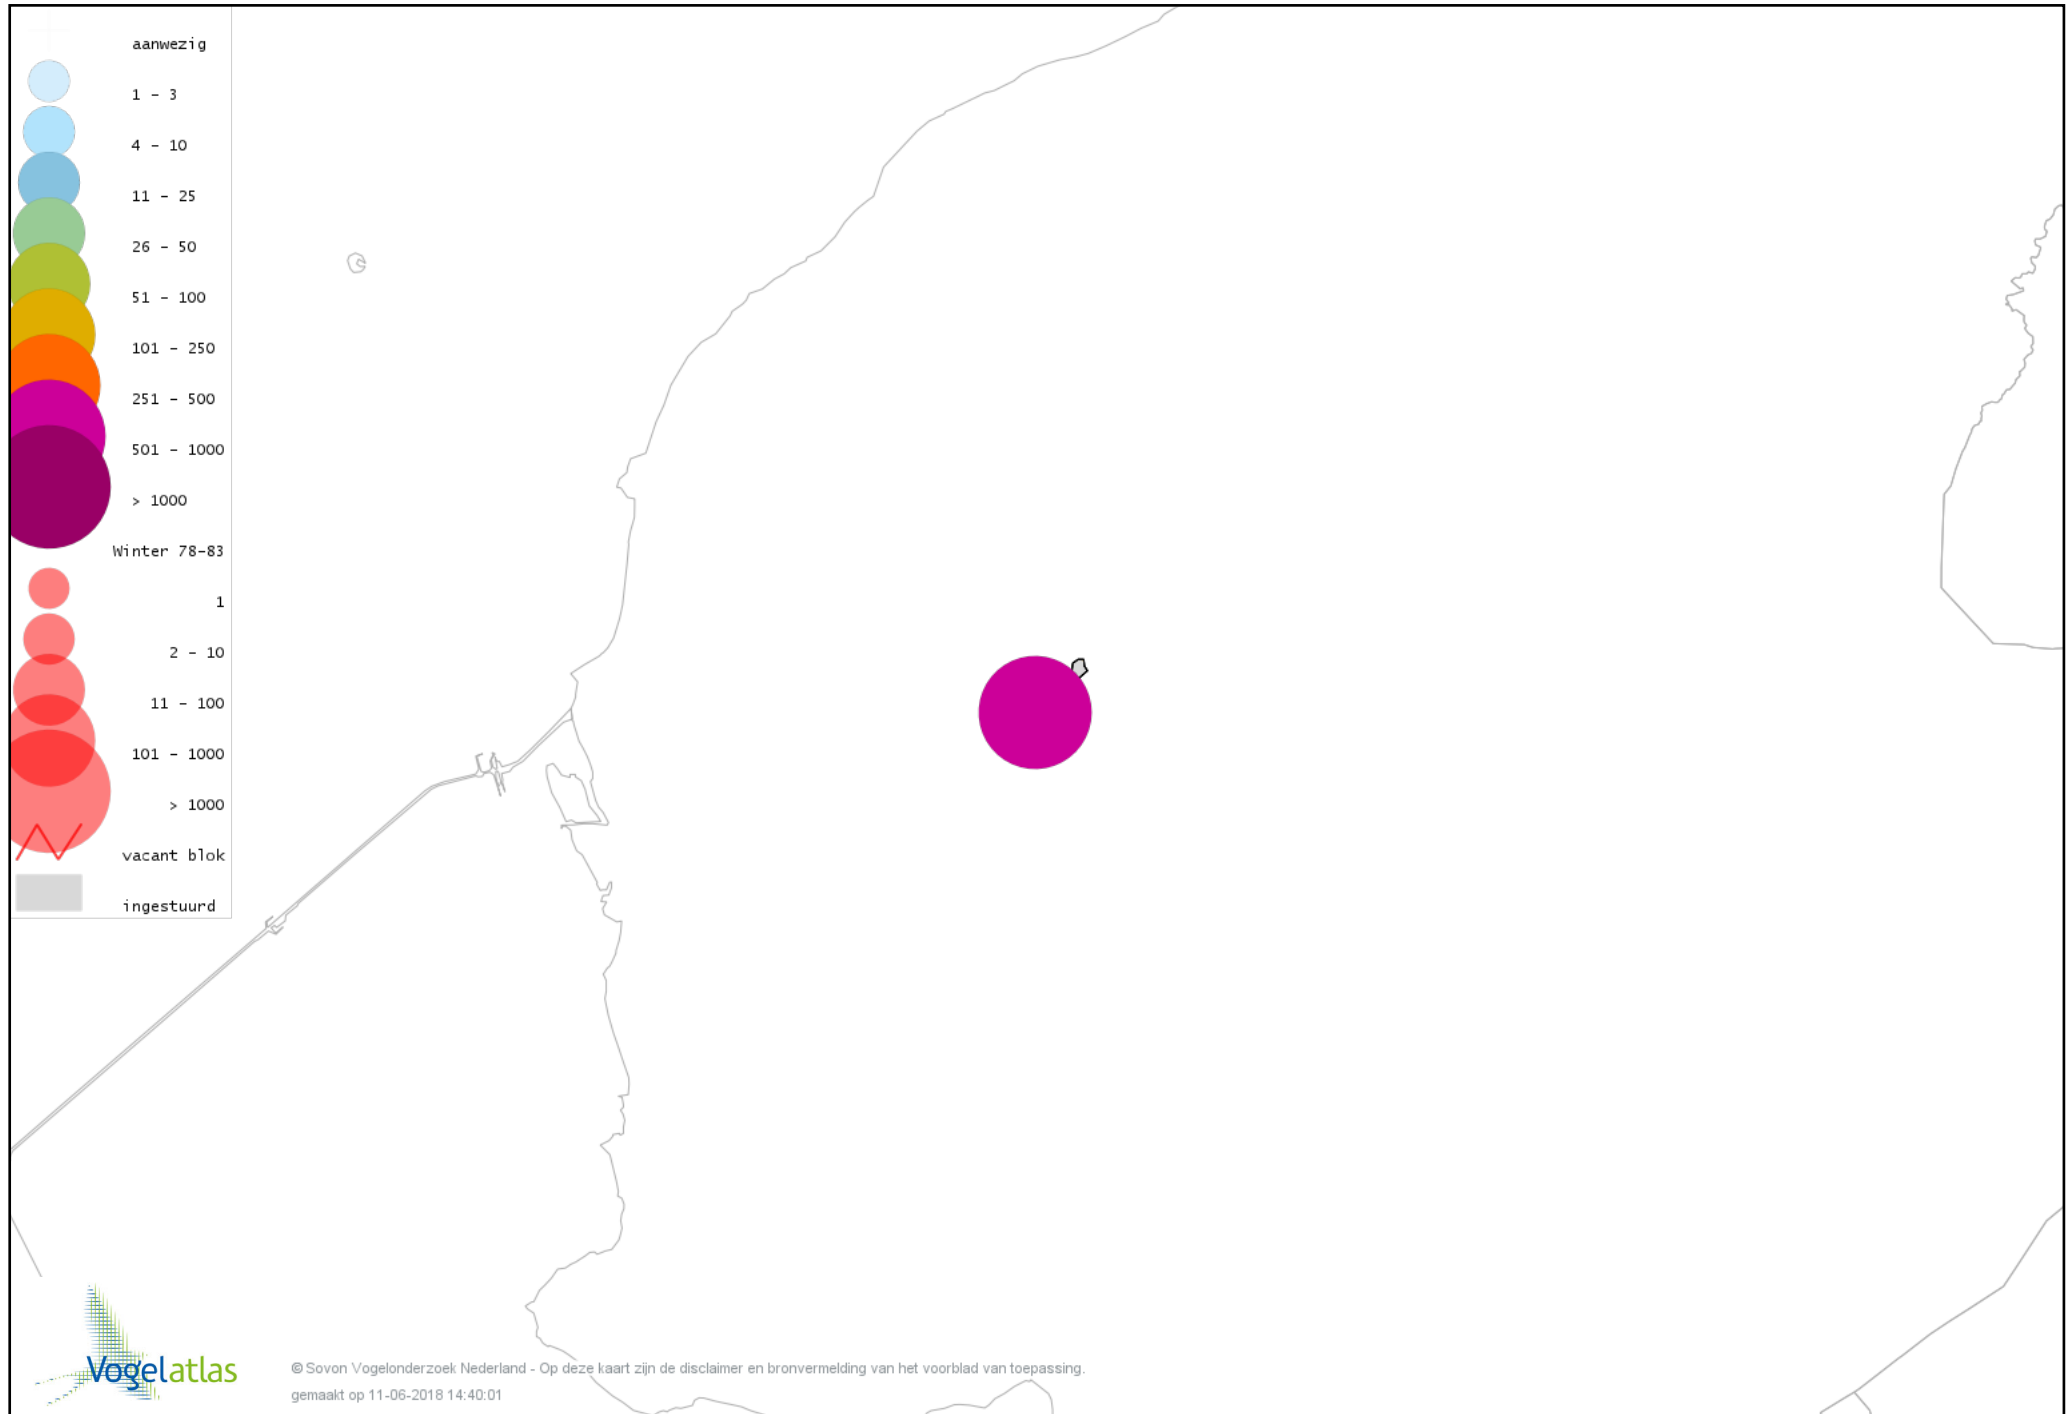 aanwezig
1 - 3
4 - 10
11 - 25
26 - 50
51 - 100
101 - 250
251 - 500
501 - 1000
> 1000
Winter 78-83
1
2 - 10
11 - 100
101 - 1000
> 1000
vacant blok
ingestuurd
Vogelatlas
© Sovon Vogelonderzoek Nederland - Op deze kaart zijn de disclaimer en bronvermelding van het voorblad van toepassing.
gemaakt op 11-06-2018 14:40:01